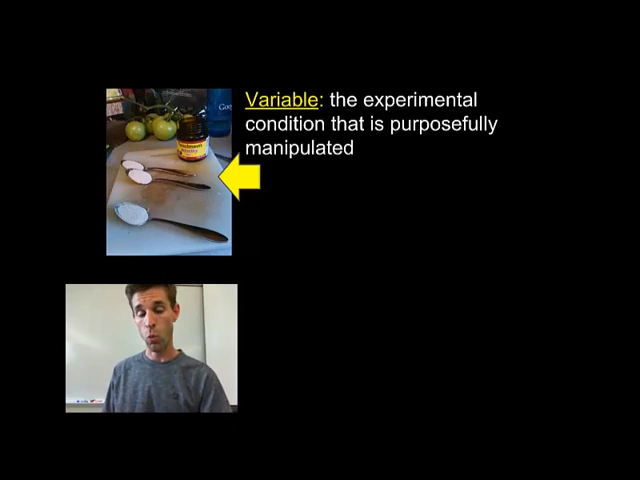 Variable: the experimental
condition that is purposefully
manipulated